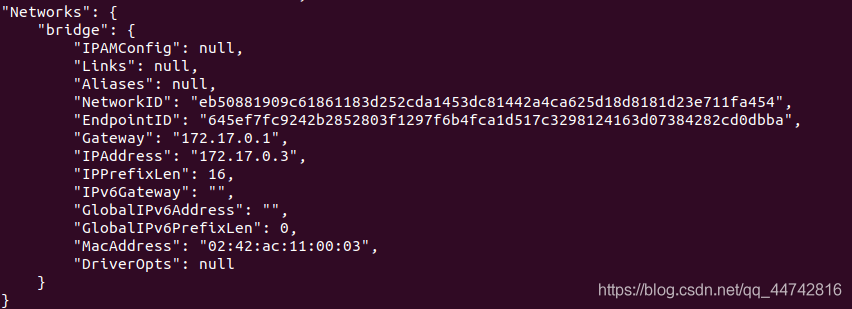 "Networks": {
    "bridge": {
        "IPAMConfig": null,
        "Links": null,
        "Aliases": null,
        "NetworkID": "eb50881909c61861183d252cda1453dc81442a4ca625d18d8181d23e711fa454",
        "EndpointID": "645ef7fc9242b2852803f1297f6b4fca1d517c3298124163d07384282cd0dbba",
        "Gateway": "172.17.0.1",
        "IPAddress": "172.17.0.3",
        "IPPrefixLen": 16,
        "IPv6Gateway": "",
        "GlobalIPv6Address": "",
        "GlobalIPv6PrefixLen": 0,
        "MacAddress": "02:42:ac:11:00:03",
        "DriverOpts": null
    }
}
https://blog.csdn.net/qq_44742816